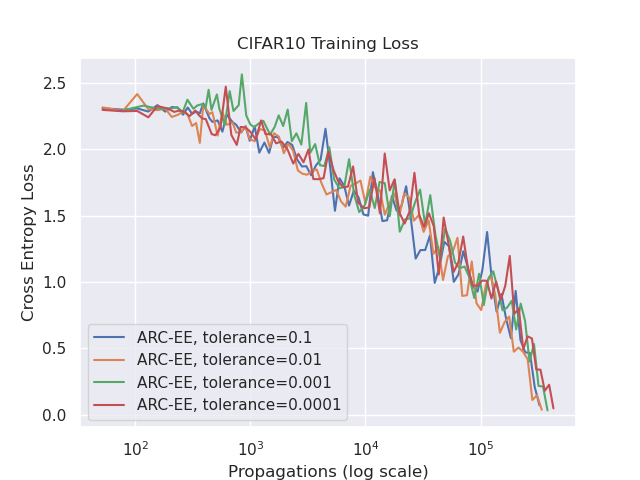 CIFAR10 Training Loss
Cross Entropy Loss
2.5
2.0
1.5
1.0
0.5
0.0
ARC-EE, tolerance=0.1
ARC-EE, tolerance=0.01
ARC-EE, tolerance=0.001
ARC-EE, tolerance=0.0001
10² 10³ 10⁴ 10⁵
Propagations (log scale)